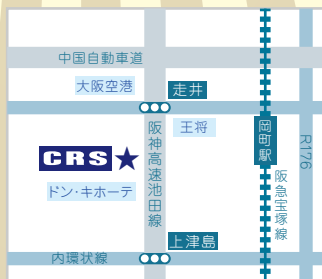 中国自動車道
大阪空港
走井
王将
岡町駅
R176
阪神高速池田線
CRS★
ドン・キホーテ
阪急宝塚線
上津島
内環状線